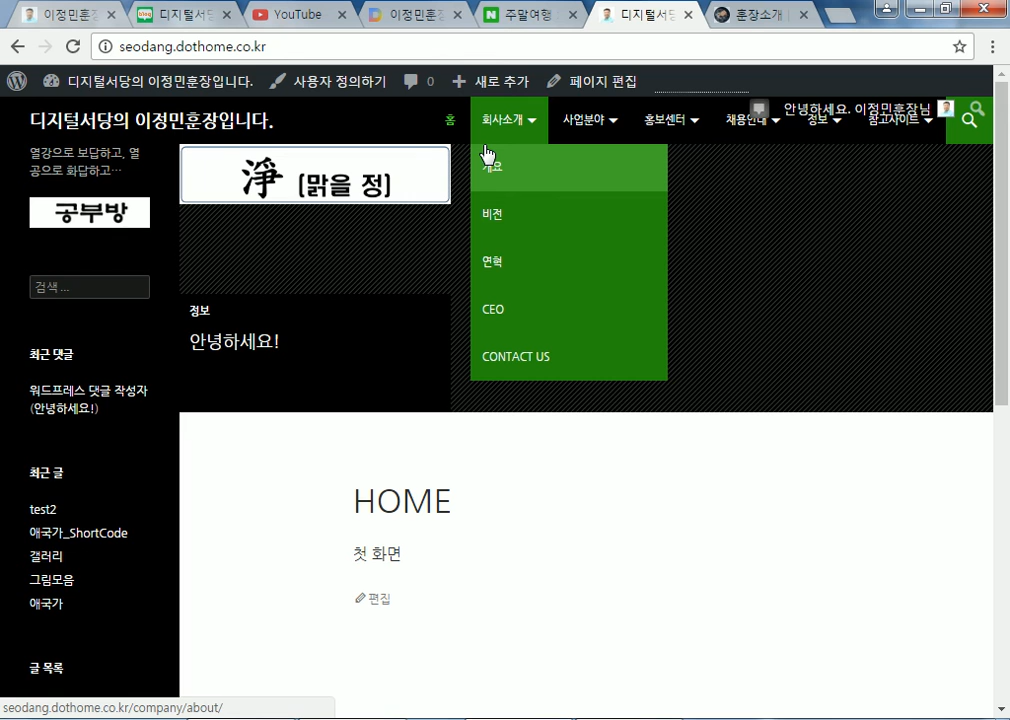 이정민훈장
디지털서당
YouTube
이정민훈장
주말여행
디지털서당
훈장소개
seodang.dothome.co.kr
디지털서당의 이정민훈장입니다.
사용자 정의하기
0
새로 추가
페이지 편집
안녕하세요. 이정민훈장님
디지털서당의 이정민훈장입니다.
홈
회사소개
사업분야
홍보센터
채용안내
정보
참고사이트
열강으로 보답하고, 열
공으로 화답하고…
공부방
淨 [맑을 정]
개요
비전
연혁
CEO
CONTACT US
검색 ...
정보
안녕하세요!
최근 댓글
워드프레스 댓글 작성자
(안녕하세요!)
최근 글
test2
애국가_ShortCode
갤러리
그림모음
애국가
글 목록
HOME
첫 화면
편집
seodang.dothome.co.kr/company/about/